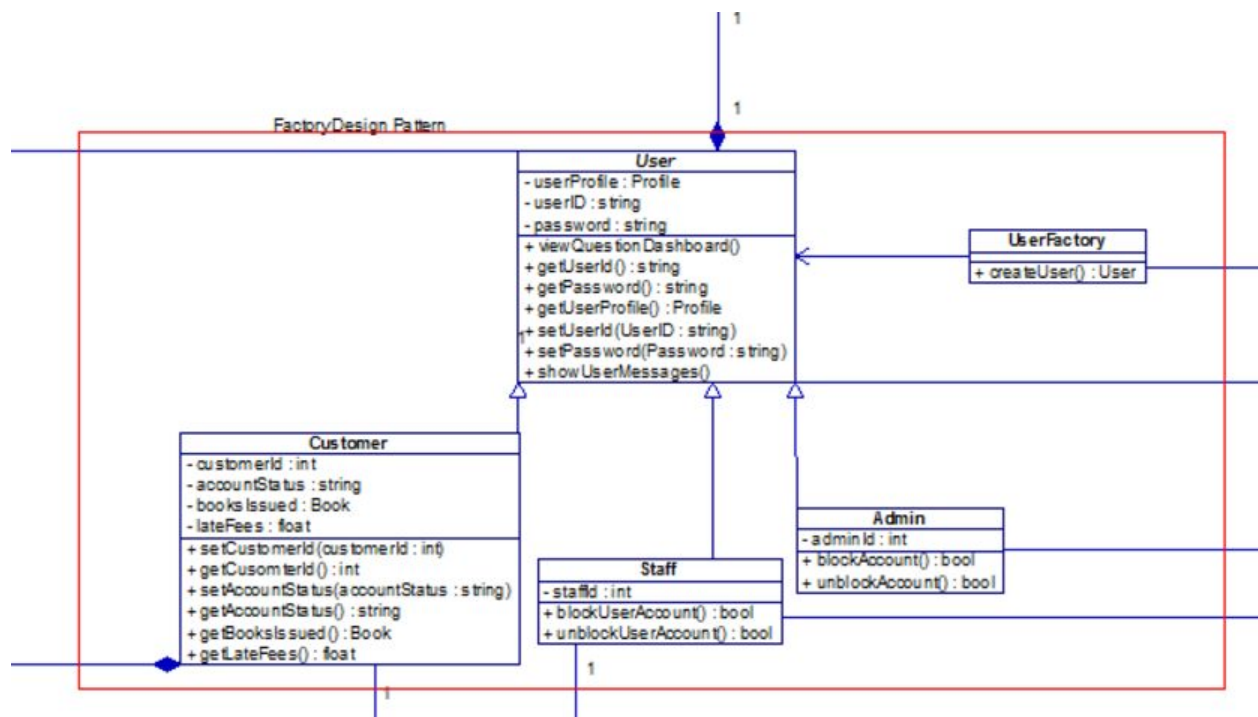 1
1
FactoryDesign Pattern
User
- userProfile : Profile
- userID : string
- password : string
+ viewQuestionDashboard()
+ getUserId() : string
+ getPassword() : string
+ getUserProfile() : Profile
+ setUserId(UserID : string)
+ setPassword(Password : string)
+ showUserMessages()
1
UserFactory
+ createUser() : User
Customer
- customerId : int
- accountStatus : string
- booksIssued : Book
- lateFees : float
+ setCustomerId(customerId : int)
+ getCusomterId() : int
+ setAccountStatus(accountStatus : string)
+ getAccountStatus() : string
+ getBooksIssued() : Book
+ getLateFees() : float
1
Staff
- staffId : int
+ blockUserAccount() : bool
+ unblockUserAccount() : bool
1
Admin
- adminId : int
+ blockAccount() : bool
+ unblockAccount() : bool